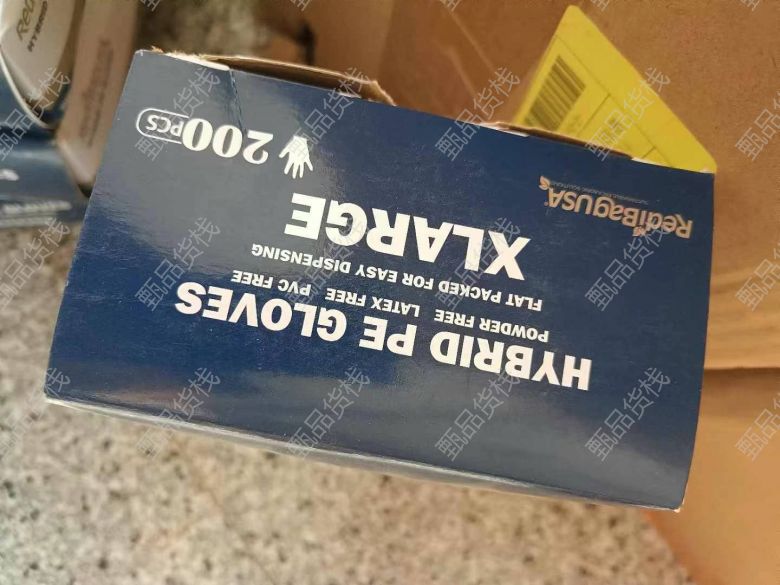 HYBRID PE GLOVES
POWDER FREE LATEX FREE PVC FREE
FLAT PACKED FOR EASY DISPENSING
XLARGE
RediBagUSA
200PCS
HYBRID
甄品货栈